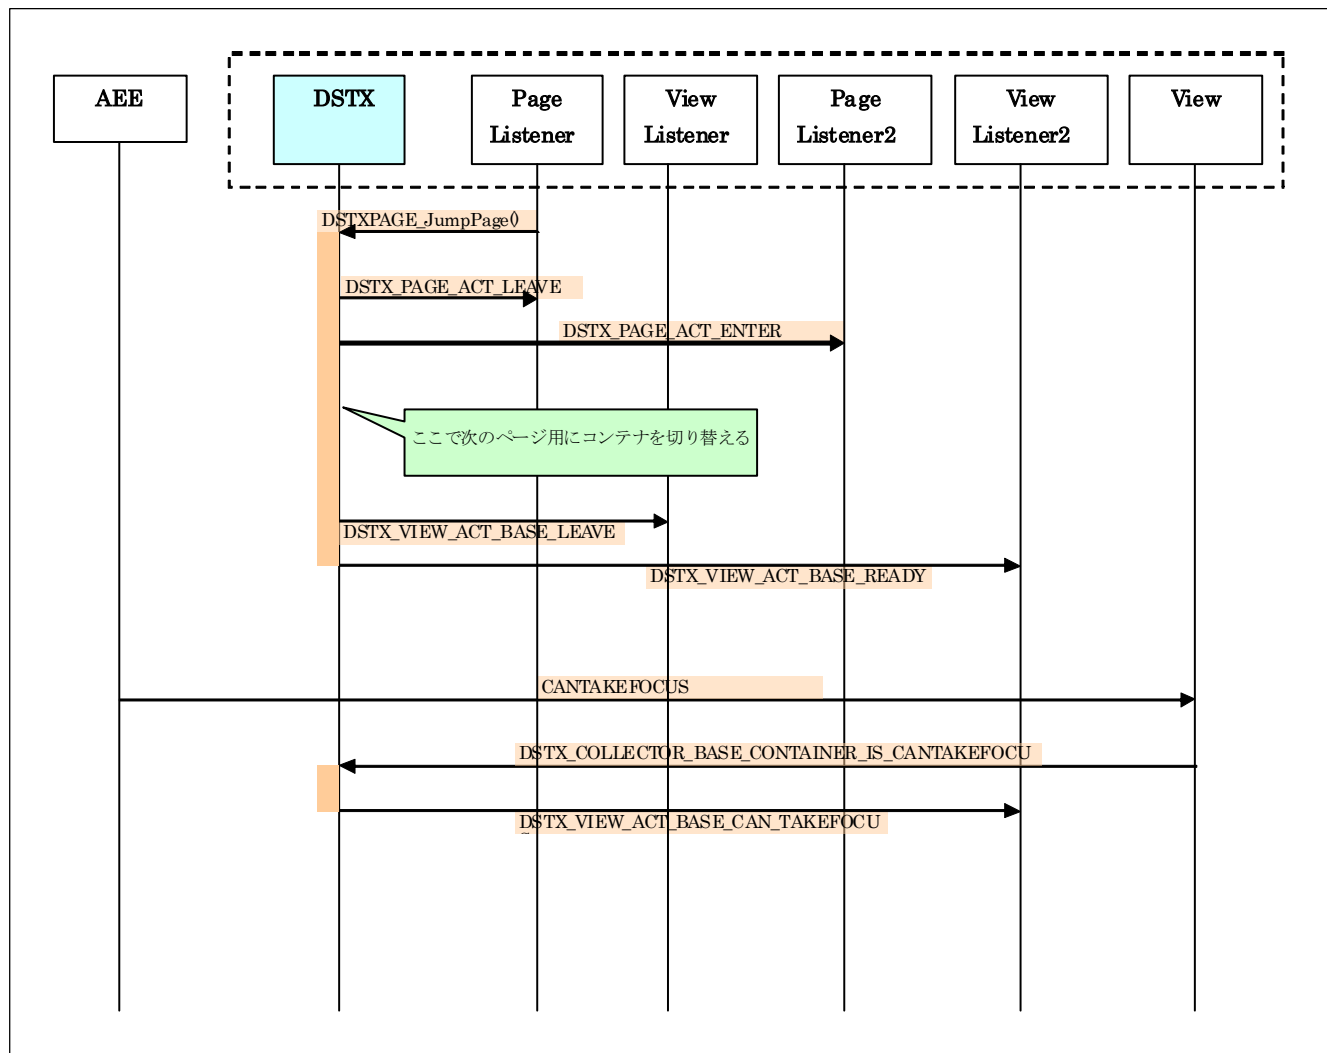 AEE
DSTX
Page
Listener
View
Listener
Page
Listener2
View
Listener2
View
DSTXPAGE_JumpPage()
DSTX_PAGE_ACT_LEAVE
DSTX_PAGE_ACT_ENTER
ここで次のページ用にコンテナを切り替える
DSTX_VIEW_ACT_BASE_LEAVE
DSTX_VIEW_ACT_BASE_READY
CANTAKEFOCUS
DSTX_COLLECTOR_BASE_CONTAINER_IS_CANTAKEFOCU
DSTX_VIEW_ACT_BASE_CAN_TAKEFOCU